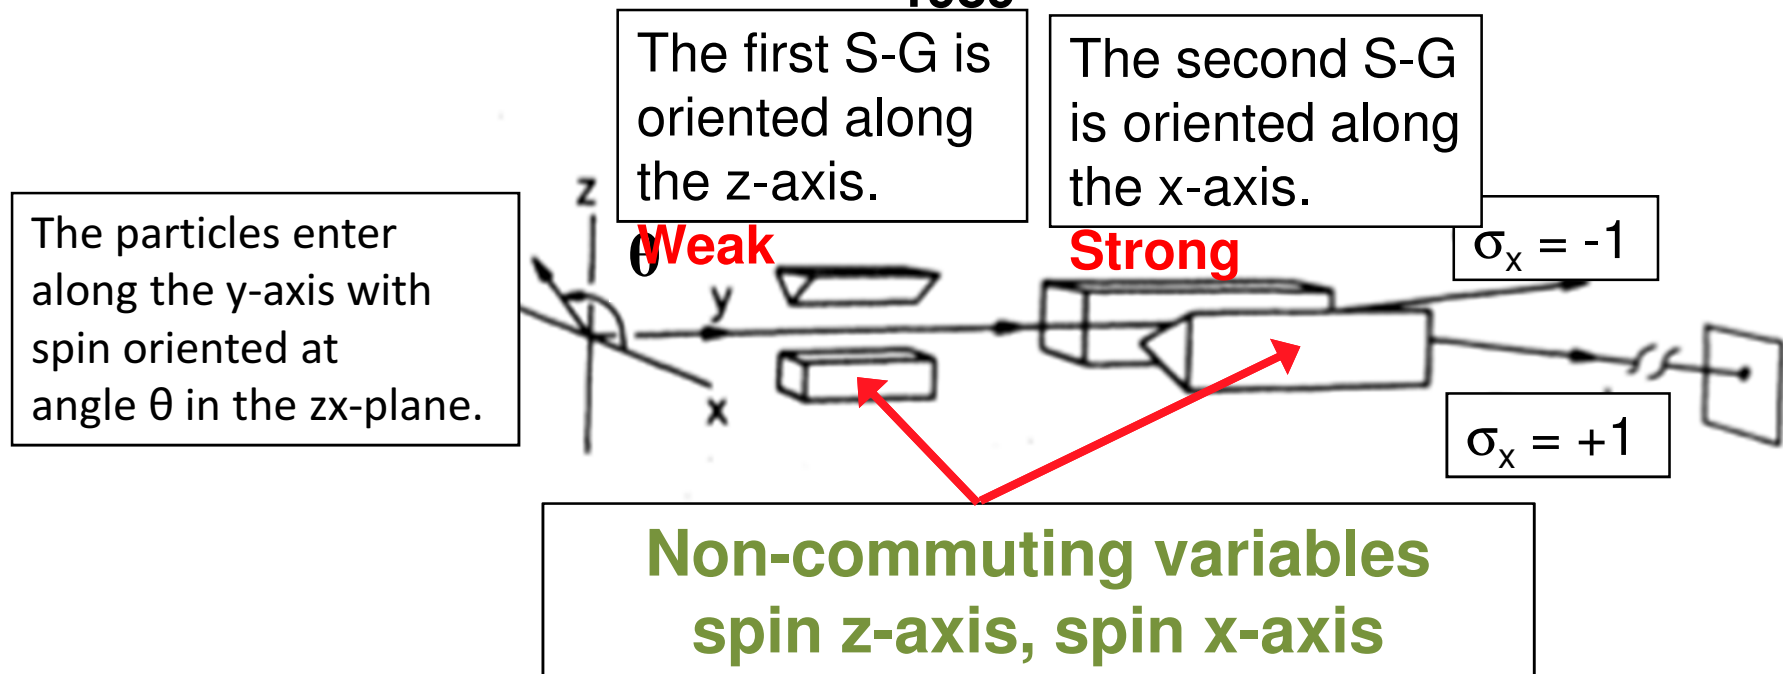 The first S-G is
oriented along
the z-axis.
Weak
The second S-G
is oriented along
the x-axis.
Strong
The particles enter
along the y-axis with
spin oriented at
angle θ in the zx-plane.
z
θ
y
x
σx = -1
σx = +1
Non-commuting variables
spin z-axis, spin x-axis